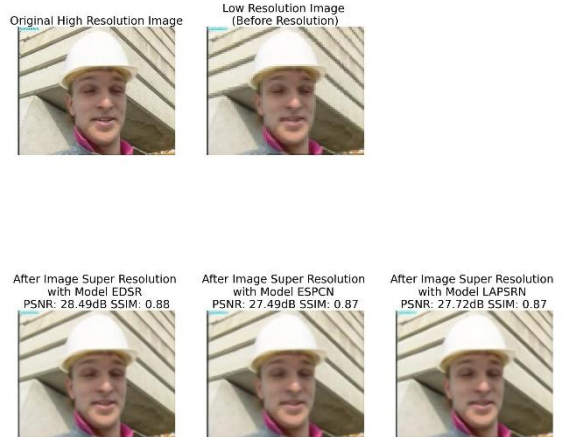 Original High Resolution Image
Low Resolution Image
(Before Resolution)
After Image Super Resolution
with Model EDSR
PSNR: 28.49dB SSIM: 0.88
After Image Super Resolution
with Model ESPCN
PSNR: 27.49dB SSIM: 0.87
After Image Super Resolution
with Model LAPSRN
PSNR: 27.72dB SSIM: 0.87